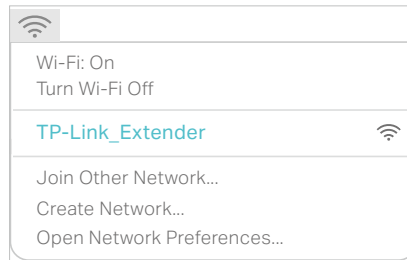 Wi-Fi: On
Turn Wi-Fi Off
TP-Link_Extender
Join Other Network...
Create Network...
Open Network Preferences...